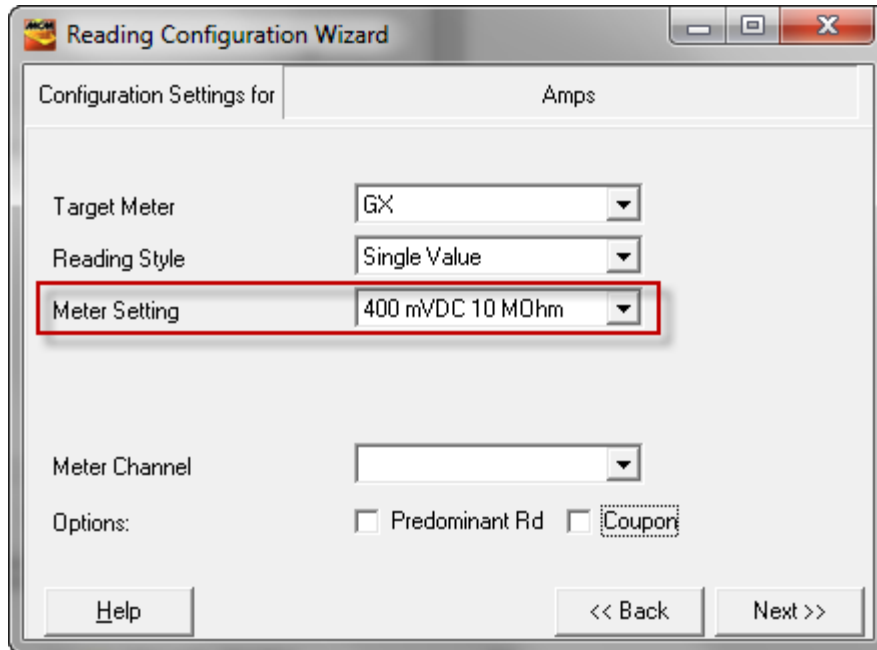 MCM Reading Configuration Wizard
Configuration Settings for Amps
Target Meter GX
Reading Style Single Value
Meter Setting 400 mVDC 10 MOhm
Meter Channel
Options: Predominant Rd Coupon
Help << Back Next >>